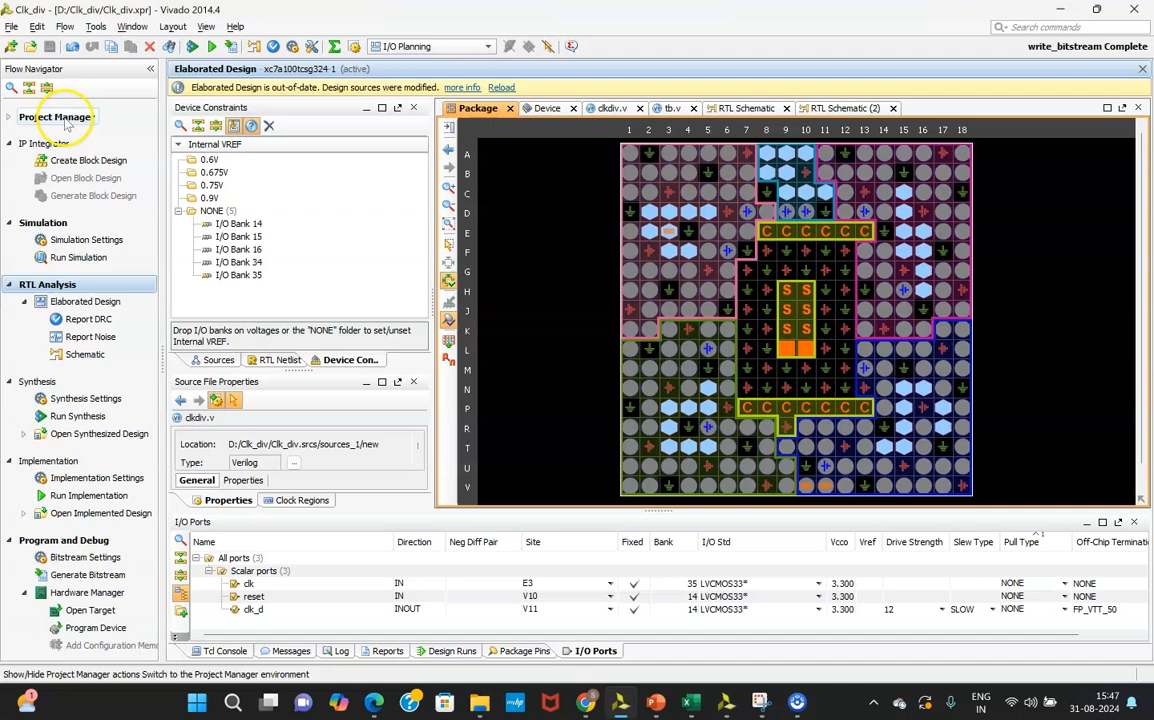 Clk_div - [D:/Clk_div/Clk_div.xpr] - Vivado 2014.4
File Edit Flow Tools Window Layout View Help
Search commands
I/O Planning
write_bitstream Complete
Flow Navigator
Project Manager
IP Integrator
Create Block Design
Open Block Design
Generate Block Design
Simulation
Simulation Settings
Run Simulation
RTL Analysis
Elaborated Design
Report DRC
Report Noise
Schematic
Synthesis
Synthesis Settings
Run Synthesis
Open Synthesized Design
Implementation
Implementation Settings
Run Implementation
Open Implemented Design
Program and Debug
Bitstream Settings
Generate Bitstream
Hardware Manager
Open Target
Program Device
Add Configuration Mem
Elaborated Design - xc7a100tcsg324-1 (active)
Elaborated Design is out-of-date. Design sources were modified. more info Reload
Device Constraints
Internal VREF
0.6V
0.675V
0.75V
0.9V
NONE (5)
I/O Bank 14
I/O Bank 15
I/O Bank 16
I/O Bank 34
I/O Bank 35
Drop I/O banks on voltages or the "NONE" folder to set/unset
Internal VREF.
Sources RTL Netlist Device Con...
Source File Properties
clkdiv.v
Location: D:/Clk_div/Clk_div.srcs/sources_1/new
Type: Verilog ...
General Properties
Properties Clock Regions
Package Device clkdiv.v tb.v RTL Schematic RTL Schematic (2)
1 2 3 4 5 6 7 8 9 10 11 12 13 14 15 16 17 18
A
B
C
D
E C C C C C C
F
G
H S S
J S S
K S S
L
M
N
P C C C C C C C
R
T
U
V
I/O Ports
Name Direction Neg Diff Pair Site Fixed Bank I/O Std Vcco Vref Drive Strength Slew Type Pull Type Off-Chip Terminatio
All ports (3)
Scalar ports (3)
clk IN E3 35 LVCMOS33* 3.300 NONE NONE
reset IN V10 14 LVCMOS33* 3.300 NONE NONE
clk_d INOUT V11 14 LVCMOS33* 3.300 12 SLOW NONE FP_VTT_50
Tcl Console Messages Log Reports Design Runs Package Pins I/O Ports
Show/Hide Project Manager actions Switch to the Project Manager environment
1
ENG
IN
15:47
31-08-2024